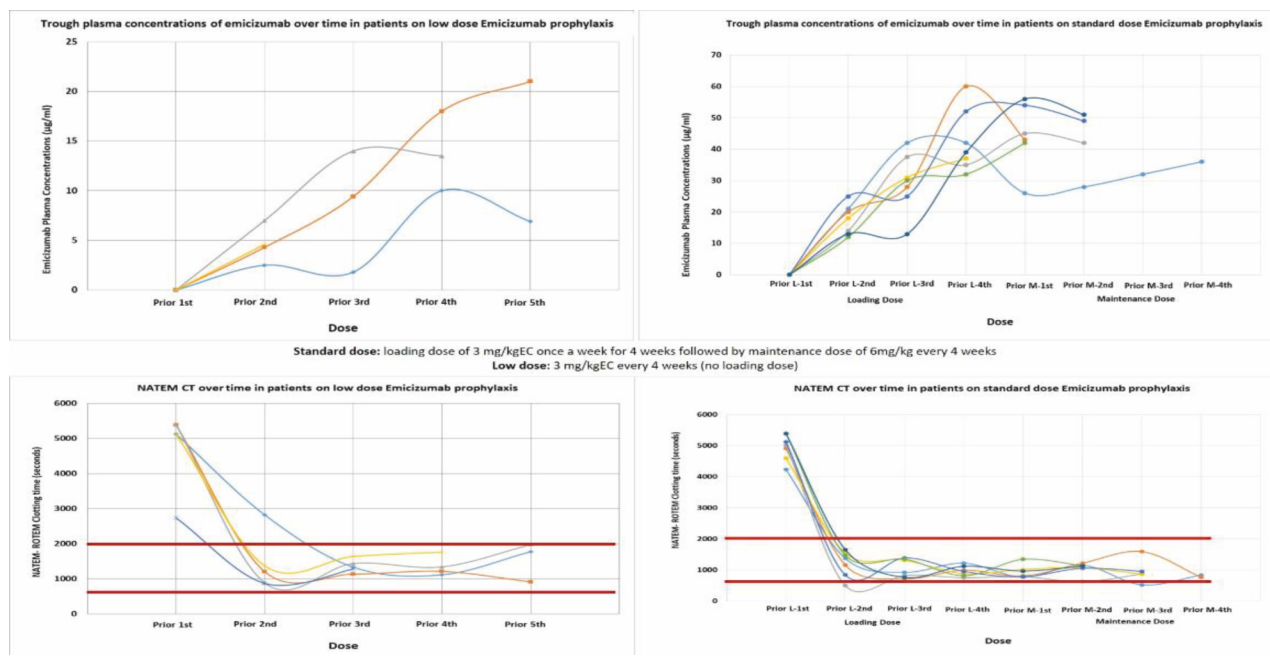 Trough plasma concentrations of emicizumab over time in patients on low dose Emicizumab prophylaxis
25
20
15
10
5
0
Emicizumab Plasma Concentrations (µg/ml)
Prior 1st Prior 2nd Prior 3rd Prior 4th Prior 5th
Dose
Trough plasma concentrations of emicizumab over time in patients on standard dose Emicizumab prophylaxis
70
60
50
40
30
20
10
0
Emicizumab Plasma Concentrations (µg/ml)
Prior L-1st Prior L-2nd Prior L-3rd Prior L-4th Prior M-1st Prior M-2nd Prior M-3rd Prior M-4th
Loading Dose Maintenance Dose
Dose
Standard dose: loading dose of 3 mg/kgEC once a week for 4 weeks followed by maintenance dose of 6mg/kg every 4 weeks
Low dose: 3 mg/kgEC every 4 weeks (no loading dose)
NATEM CT over time in patients on low dose Emicizumab prophylaxis
6000
5000
4000
3000
2000
1000
0
NATEM- ROTEM Clotting time (seconds)
Prior 1st Prior 2nd Prior 3rd Prior 4th Prior 5th
Dose
NATEM CT over time in patients on standard dose Emicizumab prophylaxis
6000
5000
4000
3000
2000
1000
0
NATEM- ROTEM Clotting time (seconds)
Prior L-1st Prior L-2nd Prior L-3rd Prior L-4th Prior M-1st Prior M-2nd Prior M-3rd Prior M-4th
Loading Dose Maintenance Dose
Dose